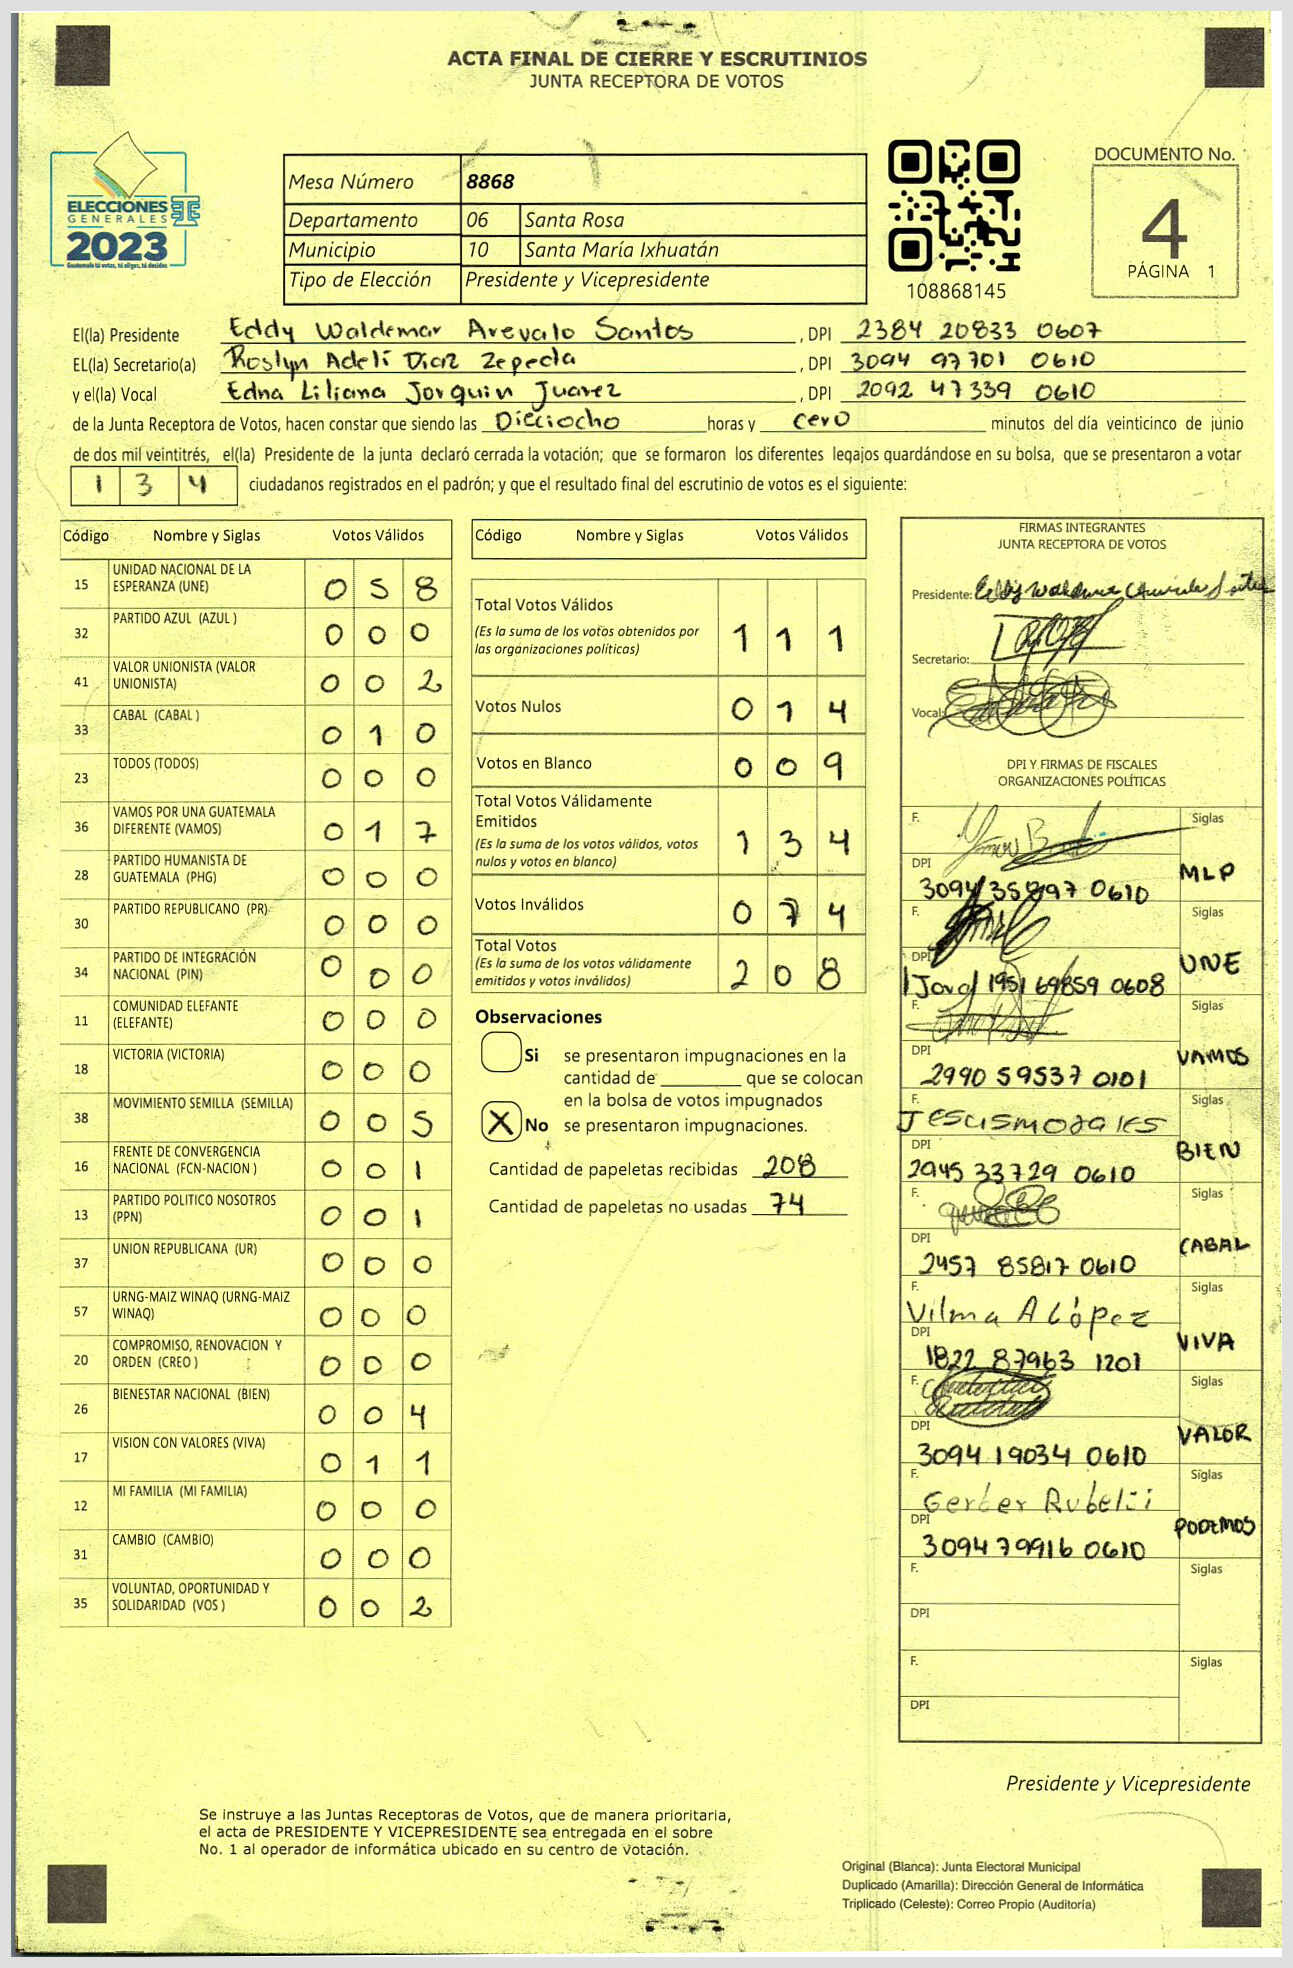 ACTA FINAL DE CIERRE Y ESCRUTINIOS
JUNTA RECEPTORA DE VOTOS
ELECCIONES
GENERALES
2023
Guatemala tú votas, tú eliges, tú decides
Mesa Número 8868
Departamento 06 Santa Rosa
Municipio 10 Santa María Ixhuatán
Tipo de Elección Presidente y Vicepresidente
108868145
DOCUMENTO No.
4
PÁGINA 1
El(la) Presidente Eddy Waldemar Arevalo Santos , DPI 2384 20833 0607
EL(la) Secretario(a) Roslyn Adelí Diaz Zepeda , DPI 3094 97701 0610
y el(la) Vocal Edna Liliana Jorquin Juarez , DPI 2092 47339 0610
de la Junta Receptora de Votos, hacen constar que siendo las Dieciocho horas y cero minutos del día veinticinco de junio
de dos mil veintitrés, el(la) Presidente de la junta declaró cerrada la votación; que se formaron los diferentes legajos guardándose en su bolsa, que se presentaron a votar
1 3 4 ciudadanos registrados en el padrón; y que el resultado final del escrutinio de votos es el siguiente:
Código Nombre y Siglas Votos Válidos
15 UNIDAD NACIONAL DE LA ESPERANZA (UNE) 0 5 8
32 PARTIDO AZUL (AZUL ) 0 0 0
41 VALOR UNIONISTA (VALOR UNIONISTA) 0 0 2
33 CABAL (CABAL ) 0 1 0
23 TODOS (TODOS) 0 0 0
36 VAMOS POR UNA GUATEMALA DIFERENTE (VAMOS) 0 1 7
28 PARTIDO HUMANISTA DE GUATEMALA (PHG) 0 0 0
30 PARTIDO REPUBLICANO (PR) 0 0 0
34 PARTIDO DE INTEGRACIÓN NACIONAL (PIN) 0 0 0
11 COMUNIDAD ELEFANTE (ELEFANTE) 0 0 0
18 VICTORIA (VICTORIA) 0 0 0
38 MOVIMIENTO SEMILLA (SEMILLA) 0 0 5
16 FRENTE DE CONVERGENCIA NACIONAL (FCN-NACION ) 0 0 1
13 PARTIDO POLITICO NOSOTROS (PPN) 0 0 1
37 UNION REPUBLICANA (UR) 0 0 0
57 URNG-MAIZ WINAQ (URNG-MAIZ WINAQ) 0 0 0
20 COMPROMISO, RENOVACION Y ORDEN (CREO ) 0 0 0
26 BIENESTAR NACIONAL (BIEN) 0 0 4
17 VISION CON VALORES (VIVA) 0 1 1
12 MI FAMILIA (MI FAMILIA) 0 0 0
31 CAMBIO (CAMBIO) 0 0 0
35 VOLUNTAD, OPORTUNIDAD Y SOLIDARIDAD (VOS ) 0 0 2
Código Nombre y Siglas Votos Válidos
Total Votos Válidos
(Es la suma de los votos obtenidos por
las organizaciones políticas) 1 1 1
Votos Nulos 0 1 4
Votos en Blanco 0 0 9
Total Votos Válidamente
Emitidos
(Es la suma de los votos válidos, votos
nulos y votos en blanco) 1 3 4
Votos Inválidos 0 7 4
Total Votos
(Es la suma de los votos válidamente
emitidos y votos inválidos) 2 0 8
Observaciones
Si se presentaron impugnaciones en la
cantidad de ________ que se colocan
en la bolsa de votos impugnados
X No se presentaron impugnaciones.
Cantidad de papeletas recibidas 208
Cantidad de papeletas no usadas 74
FIRMAS INTEGRANTES
JUNTA RECEPTORA DE VOTOS
Presidente:
Secretario:
Vocal:
DPI Y FIRMAS DE FISCALES
ORGANIZACIONES POLÍTICAS
F. Siglas
DPI 3094 35897 0610 MLP
F. Siglas
DPI 1951 69859 0608 UNE
F. Siglas
DPI 2990 59537 0101 VAMOS
F. Siglas
DPI 2945 33729 0610 BIEN
F. Siglas
DPI 2457 85817 0610 CABAL
F. Vilma A López Siglas
DPI 1822 87963 1201 VIVA
F. Siglas
DPI 3094 19034 0610 VALOR
F. Gerber Siglas
DPI 3094 79916 0610 PODEMOS
F. Siglas
DPI
F. Siglas
DPI
Presidente y Vicepresidente
Se instruye a las Juntas Receptoras de Votos, que de manera prioritaria,
el acta de PRESIDENTE Y VICEPRESIDENTE sea entregada en el sobre
No. 1 al operador de informática ubicado en su centro de votación.
Original (Blanca): Junta Electoral Municipal
Duplicado (Amarilla): Dirección General de Informática
Triplicado (Celeste): Correo Propio (Auditoría)